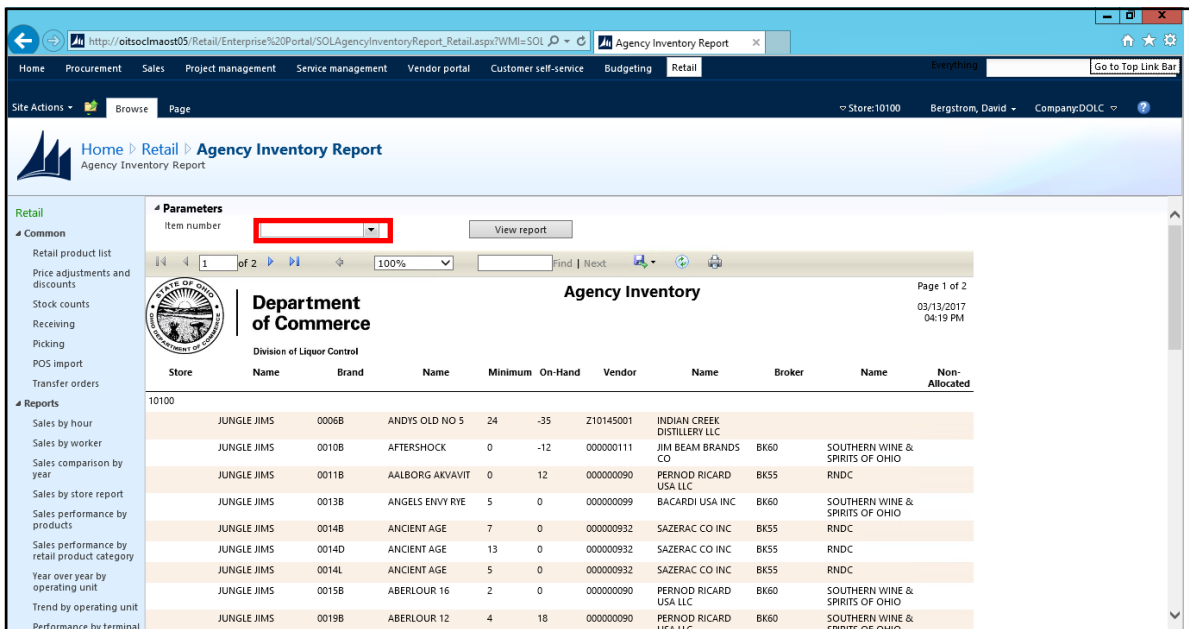 http://oitsoclmaost05/Retail/Enterprise%20Portal/SOLAgencyInventoryReport_Retail.aspx?WMI=SOL
Agency Inventory Report
Home Procurement Sales Project management Service management Vendor portal Customer self-service Budgeting Retail Everything Go to Top Link Bar
Site Actions Browse Page Store:10100 Bergstrom, David Company:DOLC
Home Retail Agency Inventory Report
Agency Inventory Report
Retail
Common
Retail product list
Price adjustments and
discounts
Stock counts
Receiving
Picking
POS import
Transfer orders
Reports
Sales by hour
Sales by worker
Sales comparison by
year
Sales by store report
Sales performance by
products
Sales performance by
retail product category
Year over year by
operating unit
Trend by operating unit
Performance by terminal
Parameters
Item number View report
1 of 2 100% Find | Next
STATE OF OHIO
Department
of Commerce
Division of Liquor Control
Agency Inventory
Page 1 of 2
03/13/2017
04:19 PM
Store Name Brand Name Minimum On-Hand Vendor Name Broker Name Non-
Allocated
10100
JUNGLE JIMS 0006B ANDYS OLD NO 5 24 -35 Z10145001 INDIAN CREEK
DISTILLERY LLC
JUNGLE JIMS 0010B AFTERSHOCK 0 -12 000000111 JIM BEAM BRANDS BK60 SOUTHERN WINE &
CO SPIRITS OF OHIO
JUNGLE JIMS 0011B AALBORG AKVAVIT 0 12 000000090 PERNOD RICARD BK55 RNDC
USA LLC
JUNGLE JIMS 0013B ANGELS ENVY RYE 5 0 000000099 BACARDI USA INC BK60 SOUTHERN WINE &
SPIRITS OF OHIO
JUNGLE JIMS 0014B ANCIENT AGE 7 0 000000932 SAZERAC CO INC BK55 RNDC
JUNGLE JIMS 0014D ANCIENT AGE 13 0 000000932 SAZERAC CO INC BK55 RNDC
JUNGLE JIMS 0014L ANCIENT AGE 5 0 000000932 SAZERAC CO INC BK55 RNDC
JUNGLE JIMS 0015B ABERLOUR 16 2 0 000000090 PERNOD RICARD BK60 SOUTHERN WINE &
USA LLC SPIRITS OF OHIO
JUNGLE JIMS 0019B ABERLOUR 12 4 18 000000090 PERNOD RICARD BK60 SOUTHERN WINE &
USA LLC SPIRITS OF OHIO